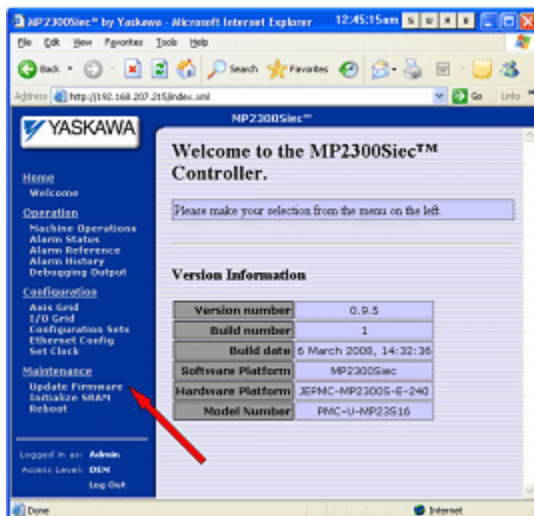 MP2300Siec™ by Yaskawa - Microsoft Internet Explorer 12:45:15am
File Edit View Favorites Tools Help
Back Search Favorites
Address http://192.168.207.215/index.xml Go Links
YASKAWA
MP2300Siec™
Home
Welcome
Operation
Machine Operations
Alarm Status
Alarm Reference
Alarm History
Debugging Output
Configuration
Axis Grid
I/O Grid
Configuration Sets
Ethernet Config
Set Clock
Maintenance
Update Firmware
Initialize SRAM
Reboot
Logged in as: Admin
Access Level: OEM
Log Out
Welcome to the MP2300Siec™
Controller.
Please make your selection from the menu on the left.
Version Information
Version number 0.9.5
Build number 1
Build date 6 March 2008, 14:32:36
Software Platform MP2300Siec
Hardware Platform JEPMC-MP2300S-E-240
Model Number PMC-U-MP23S16
Done Internet